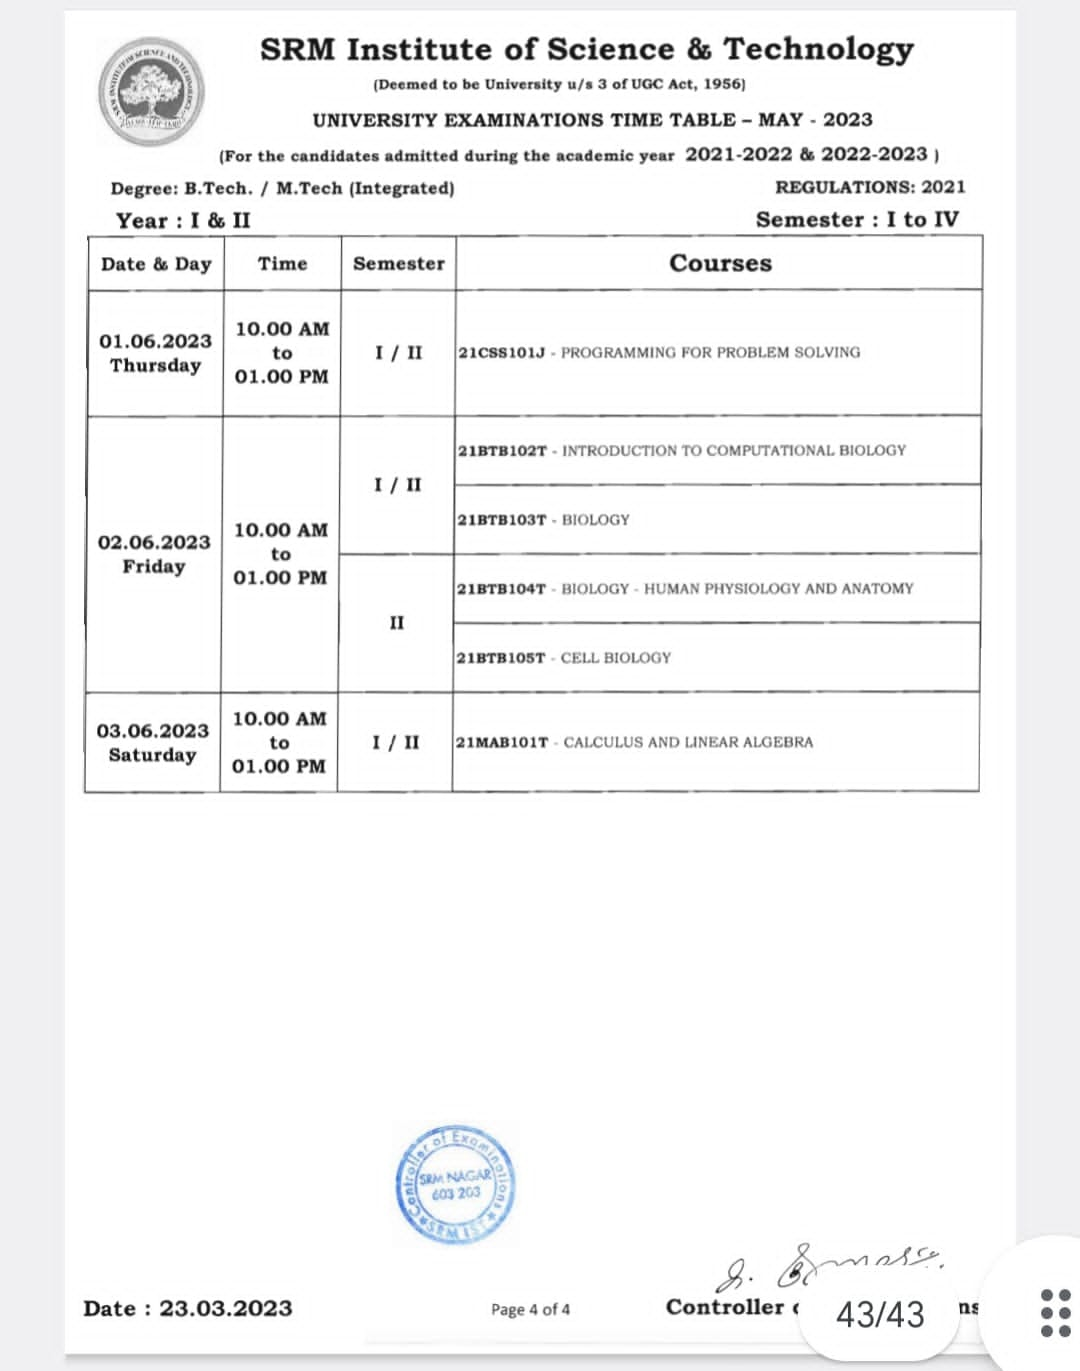 SRM Institute of Science & Technology
(Deemed to be University u/s 3 of UGC Act, 1956)
UNIVERSITY EXAMINATIONS TIME TABLE – MAY - 2023
(For the candidates admitted during the academic year 2021-2022 & 2022-2023 )
Degree: B.Tech. / M.Tech (Integrated)
REGULATIONS: 2021
Year : I & II
Semester : I to IV
Date & Day
Time
Semester
Courses
01.06.2023
Thursday
10.00 AM
to
01.00 PM
I / II
21CSS101J - PROGRAMMING FOR PROBLEM SOLVING
02.06.2023
Friday
10.00 AM
to
01.00 PM
I / II
21BTB102T - INTRODUCTION TO COMPUTATIONAL BIOLOGY
21BTB103T - BIOLOGY
II
21BTB104T - BIOLOGY - HUMAN PHYSIOLOGY AND ANATOMY
21BTB105T - CELL BIOLOGY
03.06.2023
Saturday
10.00 AM
to
01.00 PM
I / II
21MAB101T - CALCULUS AND LINEAR ALGEBRA
Controller of Examinations
SRM NAGAR
603 203
★SRM IST★
Date : 23.03.2023
Page 4 of 4
Controller
43/43
ns